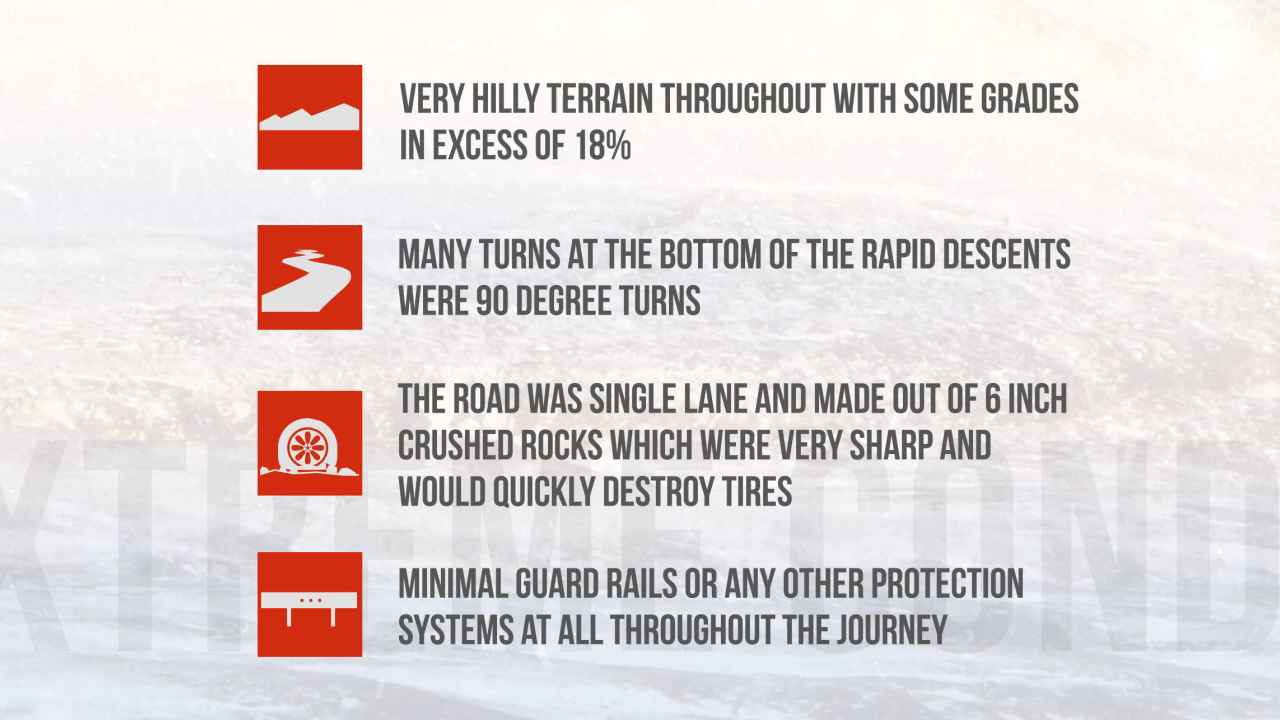 VERY HILLY TERRAIN THROUGHOUT WITH SOME GRADES
IN EXCESS OF 18%
MANY TURNS AT THE BOTTOM OF THE RAPID DESCENTS
WERE 90 DEGREE TURNS
THE ROAD WAS SINGLE LANE AND MADE OUT OF 6 INCH
CRUSHED ROCKS WHICH WERE VERY SHARP AND
WOULD QUICKLY DESTROY TIRES
XTREME COND
MINIMAL GUARD RAILS OR ANY OTHER PROTECTION
SYSTEMS AT ALL THROUGHOUT THE JOURNEY